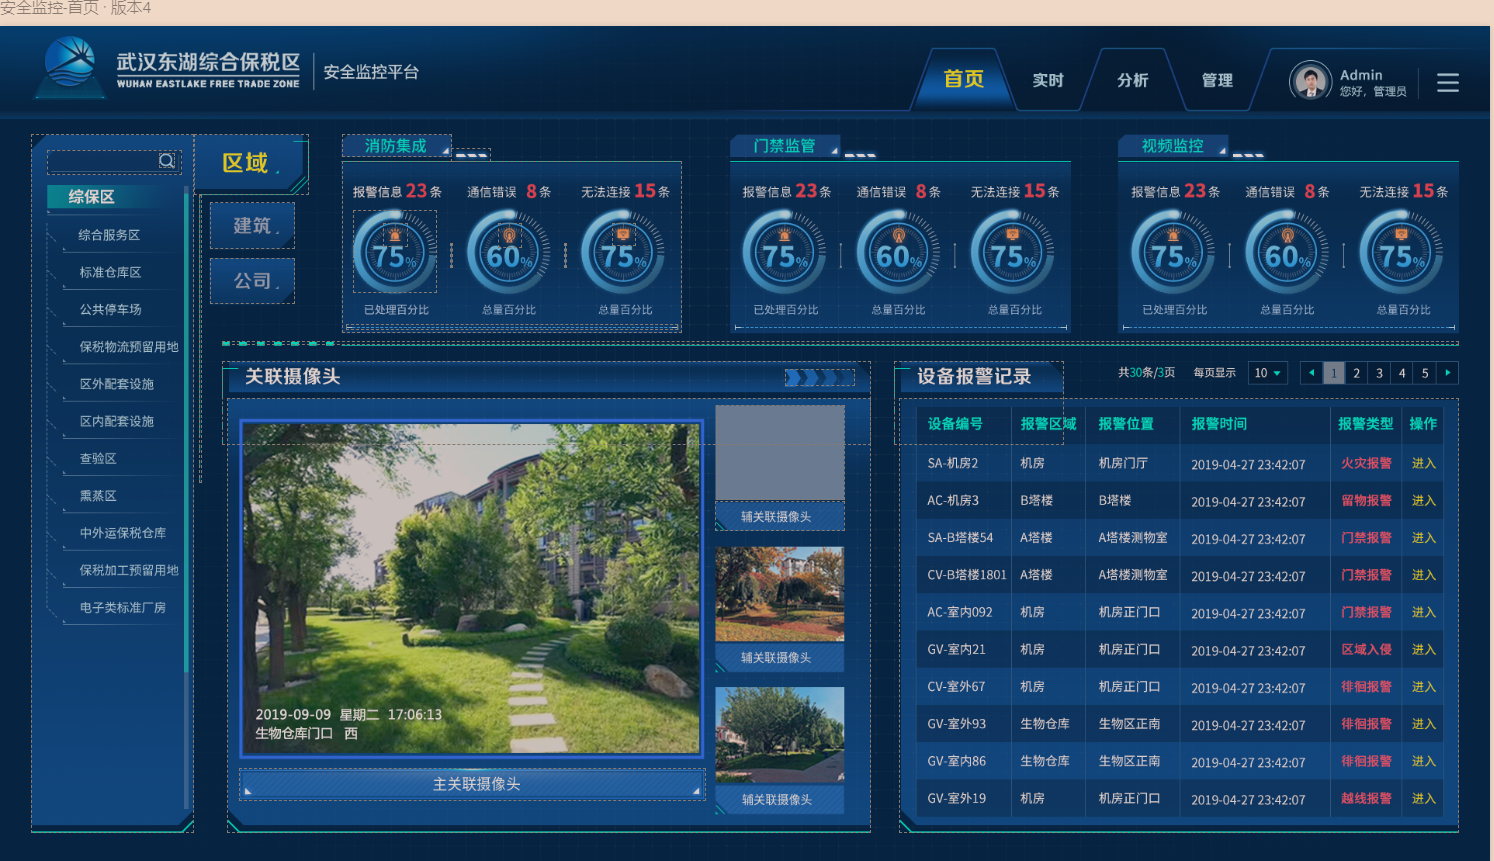 安全监控-首页 · 版本4
武汉东湖综合保税区
WUHAN EASTLAKE FREE TRADE ZONE
安全监控平台
首页
实时
分析
管理
Admin
您好，管理员
综保区
综合服务区
标准仓库区
公共停车场
保税物流预留用地
区外配套设施
区内配套设施
查验区
熏蒸区
中外运保税仓库
保税加工预留用地
电子类标准厂房
区域
建筑
公司
消防集成
报警信息 23 条 通信错误 8 条 无法连接 15 条
75% 60% 75%
已处理百分比 总量百分比 总量百分比
门禁监管
报警信息 23 条 通信错误 8 条 无法连接 15 条
75% 60% 75%
已处理百分比 总量百分比 总量百分比
视频监控
报警信息 23 条 通信错误 8 条 无法连接 15 条
75% 60% 75%
已处理百分比 总量百分比 总量百分比
关联摄像头
2019-09-09 星期二 17:06:13
生物仓库门口 西
主关联摄像头
辅关联摄像头
辅关联摄像头
辅关联摄像头
设备报警记录
共30条/3页 每页显示 10 1 2 3 4 5
设备编号 报警区域 报警位置 报警时间 报警类型 操作
SA-机房2 机房 机房门厅 2019-04-27 23:42:07 火灾报警 进入
AC-机房3 B塔楼 B塔楼 2019-04-27 23:42:07 留物报警 进入
SA-B塔楼54 A塔楼 A塔楼测物室 2019-04-27 23:42:07 门禁报警 进入
CV-B塔楼1801 A塔楼 A塔楼测物室 2019-04-27 23:42:07 门禁报警 进入
AC-室内092 机房 机房正门口 2019-04-27 23:42:07 门禁报警 进入
GV-室内21 机房 机房正门口 2019-04-27 23:42:07 区域入侵 进入
CV-室外67 机房 机房正门口 2019-04-27 23:42:07 徘徊报警 进入
GV-室外93 生物仓库 生物区正南 2019-04-27 23:42:07 徘徊报警 进入
GV-室内86 生物仓库 生物区正南 2019-04-27 23:42:07 徘徊报警 进入
GV-室外19 机房 机房正门口 2019-04-27 23:42:07 越线报警 进入